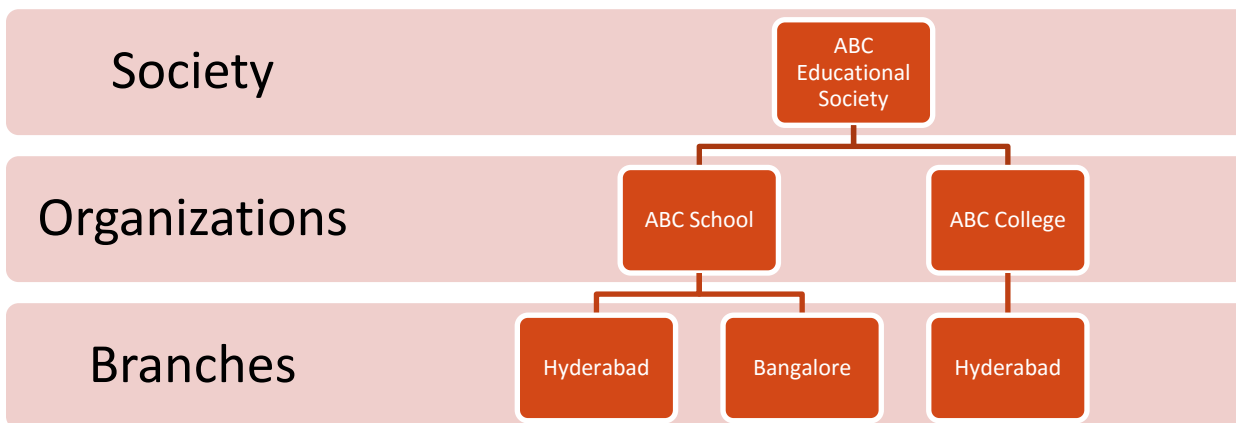 Society
ABC
Educational
Society
Organizations
ABC School
ABC College
Branches
Hyderabad
Bangalore
Hyderabad